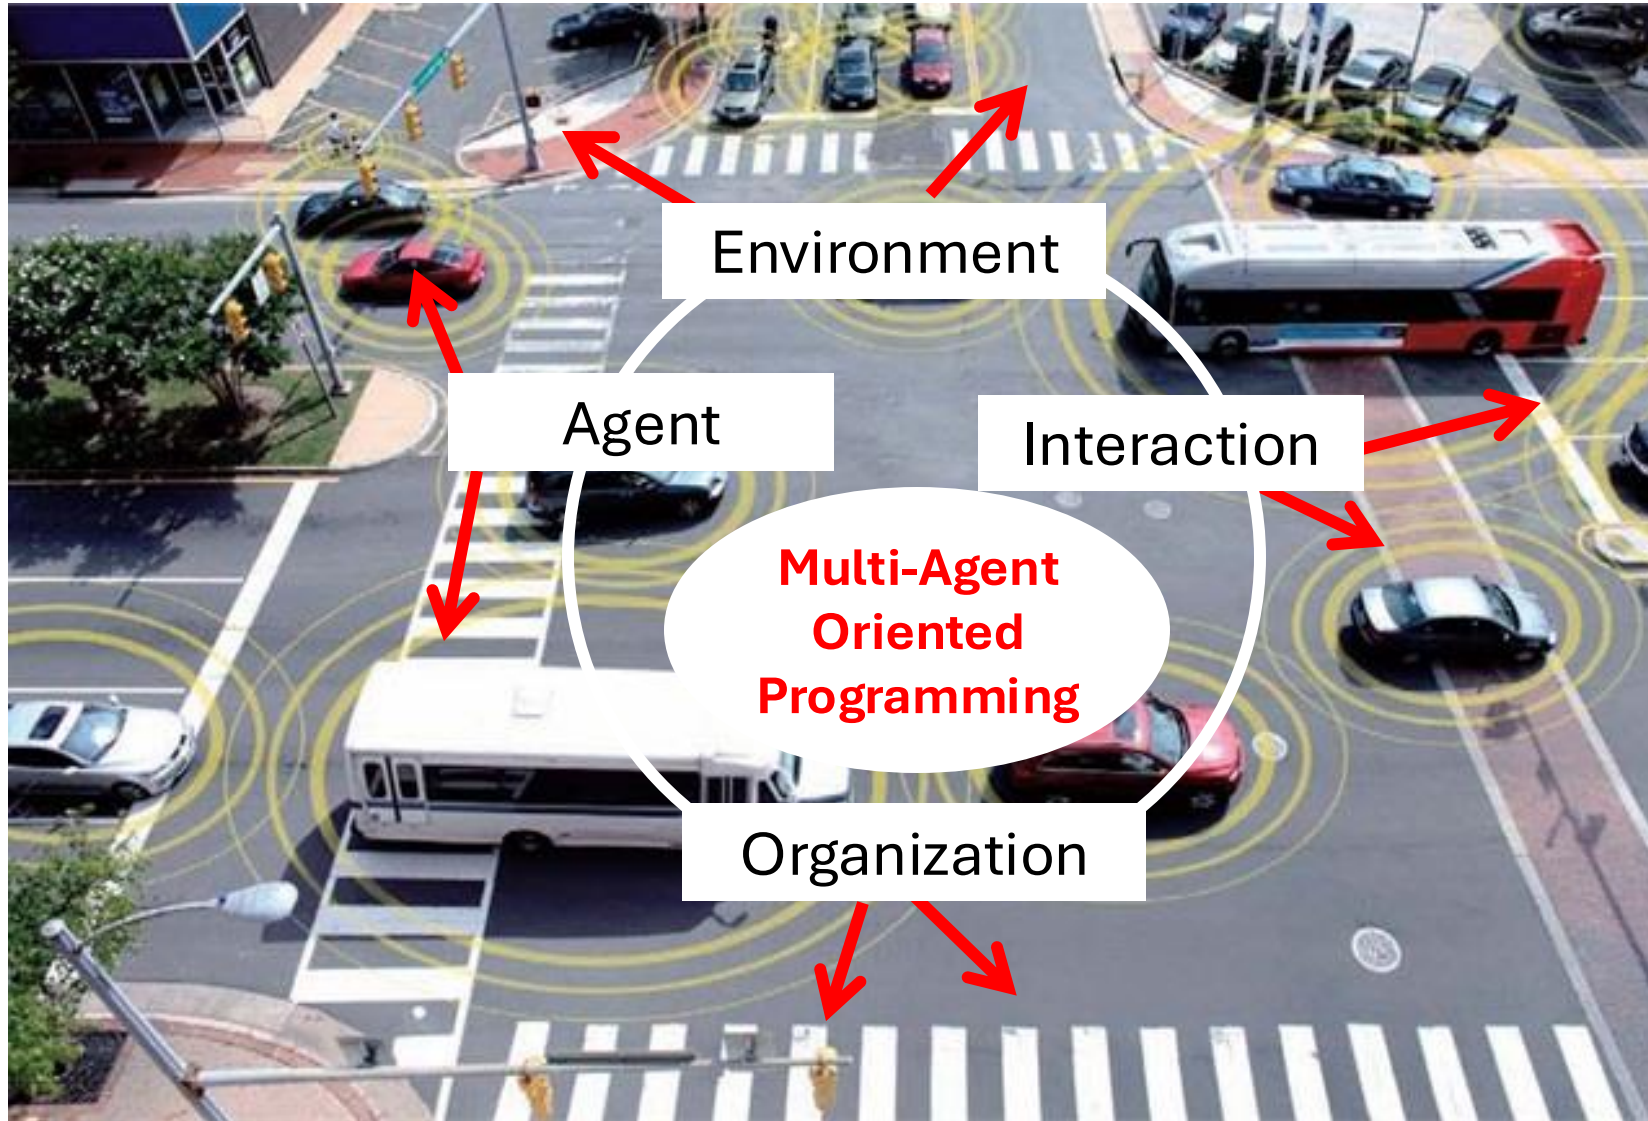 Environment
Agent
Interaction
Multi-Agent
Oriented
Programming
Organization